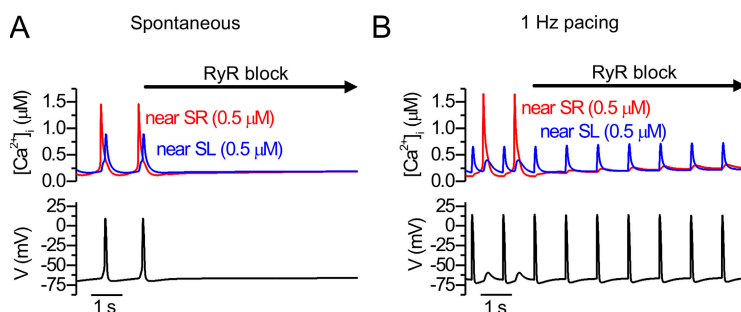 A Spontaneous
B 1 Hz pacing
RyR block
RyR block
[Ca²⁺]ᵢ (μM)
1.5
1.0
0.5
0.0
near SR (0.5 μM)
near SL (0.5 μM)
[Ca²⁺]ᵢ (μM)
1.5
1.0
0.5
0.0
near SR (0.5 μM)
near SL (0.5 μM)
V (mV)
25
0
-25
-50
-75
1 s
V (mV)
25
0
-25
-50
-75
1 s